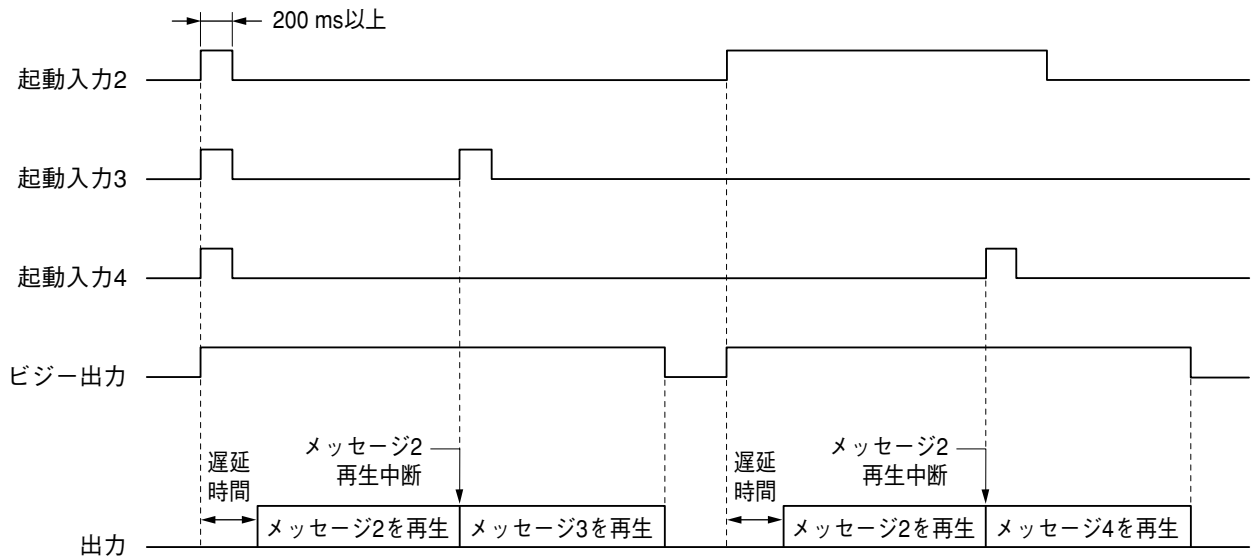 200 ms以上
起動入力2
起動入力3
起動入力4
ビジー出力
遅延
時間
メッセージ2
再生中断
遅延
時間
メッセージ2
再生中断
メッセージ2を再生
メッセージ3を再生
メッセージ2を再生
メッセージ4を再生
出力